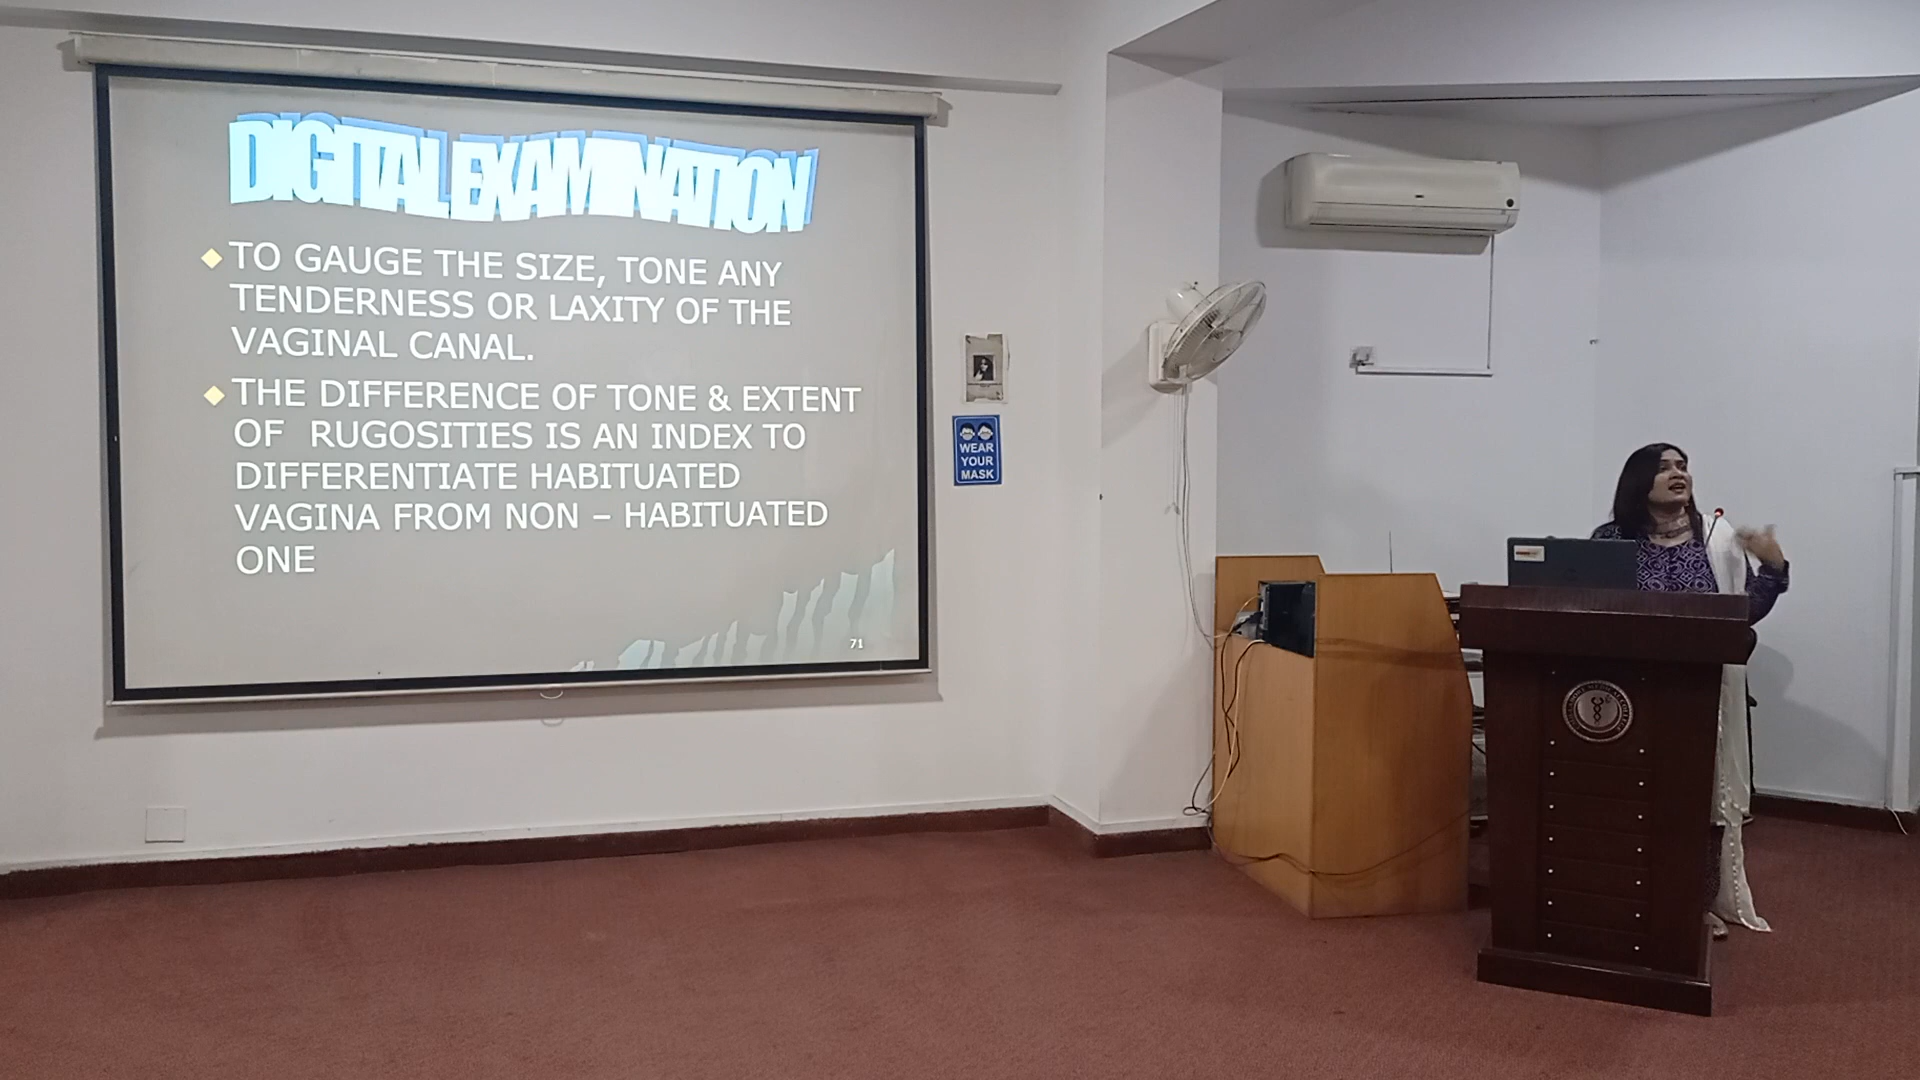 DIGITAL EXAMINATION
TO GAUGE THE SIZE, TONE ANY
TENDERNESS OR LAXITY OF THE
VAGINAL CANAL.
THE DIFFERENCE OF TONE & EXTENT
OF RUGOSITIES IS AN INDEX TO
DIFFERENTIATE HABITUATED
VAGINA FROM NON – HABITUATED
ONE
71
WEAR
YOUR
MASK